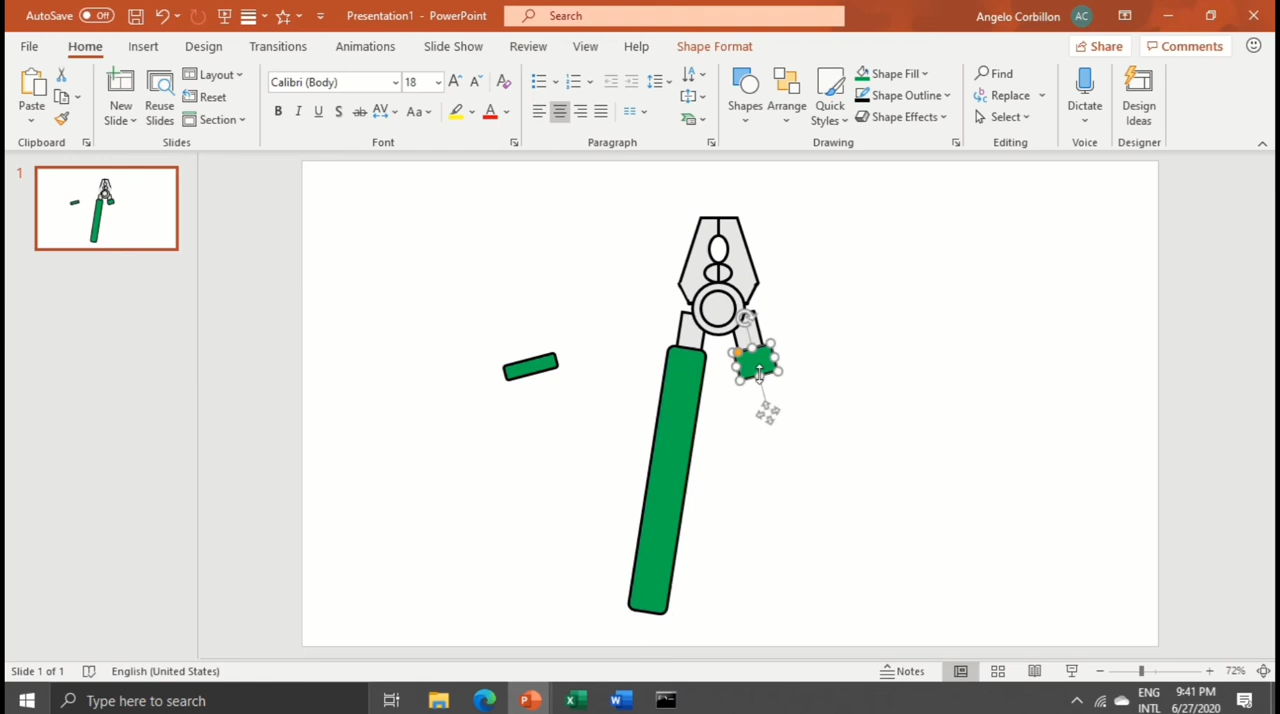 AutoSave Off Presentation1 - PowerPoint Search Angelo Corbillon AC
File Home Insert Design Transitions Animations Slide Show Review View Help Shape Format Share Comments
Paste New Slide Reuse Slides Layout Reset Section Calibri (Body) 18 Shapes Arrange Quick Styles Shape Fill Shape Outline Shape Effects Find Replace Select Dictate Design Ideas
Clipboard Slides Font Paragraph Drawing Editing Voice Designer
1
Slide 1 of 1 English (United States) Notes 72%
Type here to search ENG INTL 9:41 PM 6/27/2020